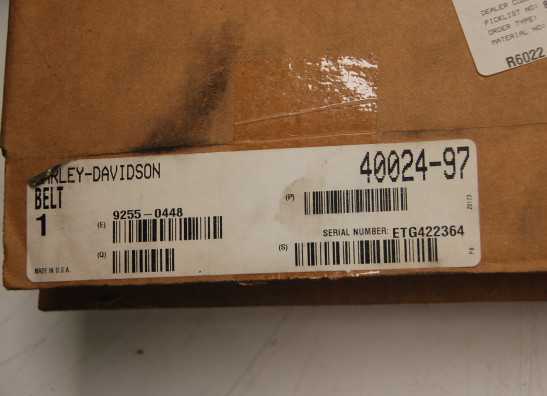 DEALER
PICKLIST NO:
ORDER TYPE:
MATERIAL NO:
R6022
HARLEY-DAVIDSON
40024-97
BELT
1
(P)
(E) 9255-0448
SERIAL NUMBER: ETG422364
(Q)
(S)
MADE IN U.S.A.